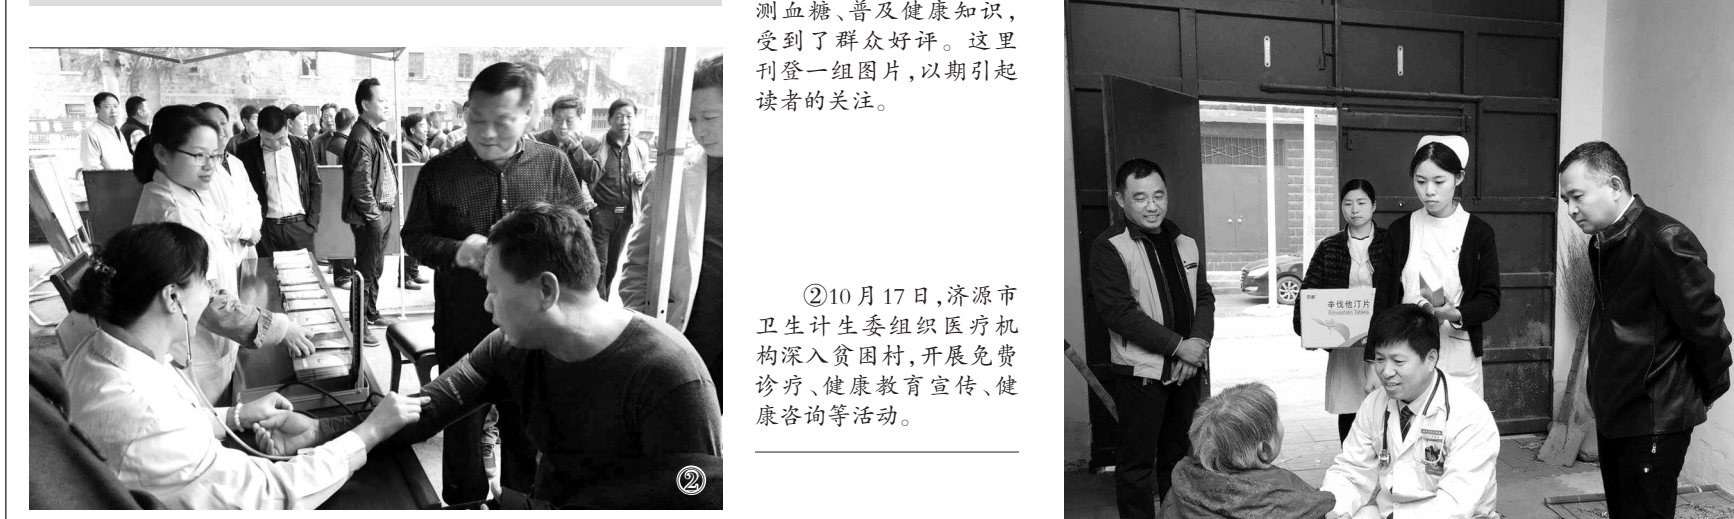 测血糖、普及健康知识，
受到了群众好评。这里
刊登一组图片，以期引起
读者的关注。
②10月17日，济源市
卫生计生委组织医疗机
构深入贫困村，开展免费
诊疗、健康教育宣传、健
康咨询等活动。
②
辛伐他汀片
Simvastatin Tablets